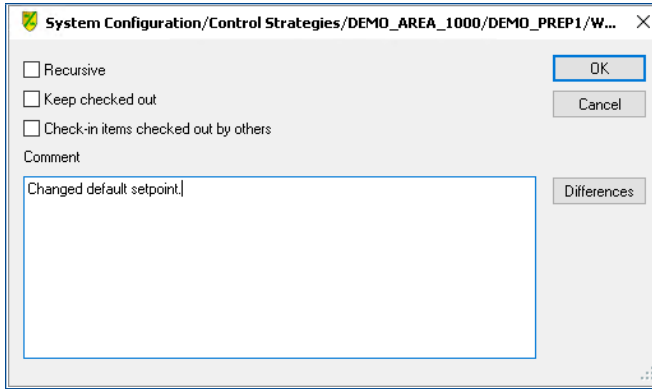 System Configuration/Control Strategies/DEMO_AREA_1000/DEMO_PREP1/W...
Recursive
OK
Keep checked out
Cancel
Check-in items checked out by others
Comment
Changed default setpoint.
Differences